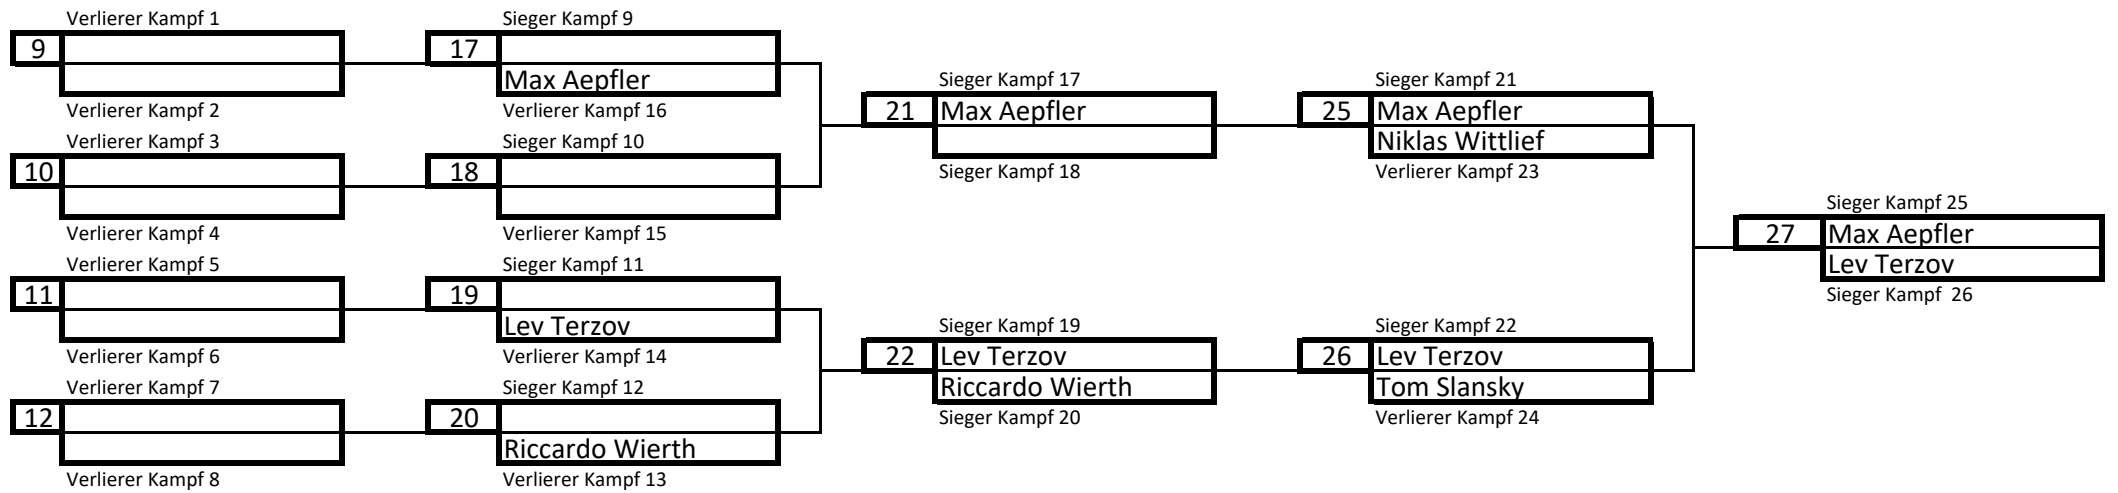 Verlierer Kampf 1
9
Verlierer Kampf 2
Verlierer Kampf 3
10
Verlierer Kampf 4
Verlierer Kampf 5
11
Verlierer Kampf 6
Verlierer Kampf 7
12
Verlierer Kampf 8
Sieger Kampf 9
17
Max Aepfler
Verlierer Kampf 16
Sieger Kampf 10
18
Verlierer Kampf 15
Sieger Kampf 11
19
Lev Terzov
Verlierer Kampf 14
Sieger Kampf 12
20
Riccardo Wierth
Verlierer Kampf 13
Sieger Kampf 17
21 Max Aepfler
Sieger Kampf 18
Sieger Kampf 19
22 Lev Terzov
Riccardo Wierth
Sieger Kampf 20
Sieger Kampf 21
25 Max Aepfler
Niklas Wittlief
Verlierer Kampf 23
Sieger Kampf 22
26 Lev Terzov
Tom Slansky
Verlierer Kampf 24
Sieger Kampf 25
27 Max Aepfler
Lev Terzov
Sieger Kampf 26